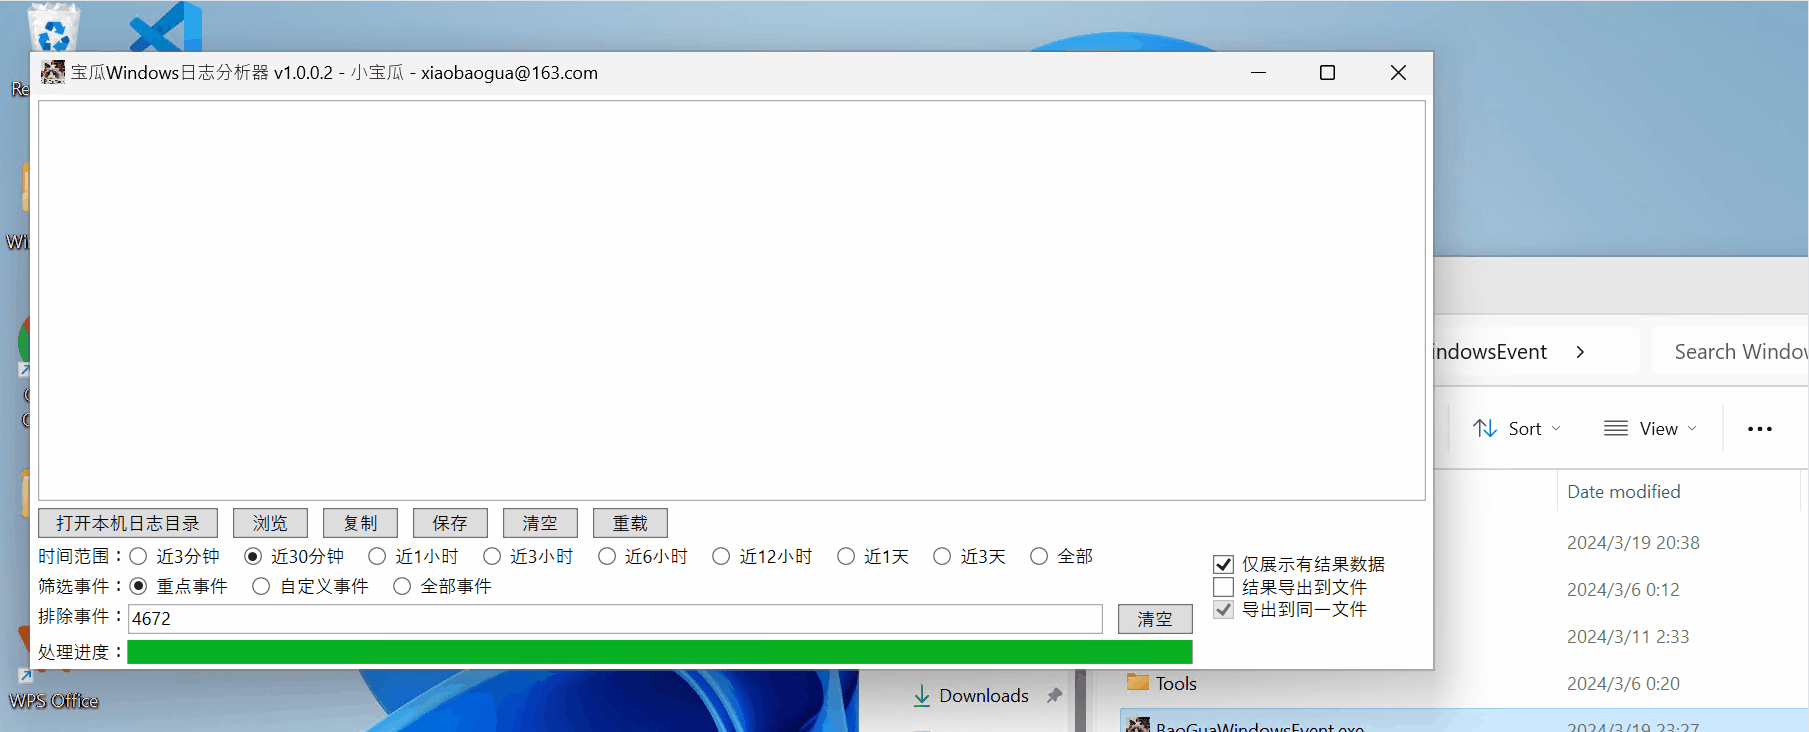 宝瓜Windows日志分析器 v1.0.0.2 - 小宝瓜 - xiaobaogua@163.com
打开本机日志目录 浏览 复制 保存 清空 重载
时间范围： 近3分钟 近30分钟 近1小时 近3小时 近6小时 近12小时 近1天 近3天 全部
筛选事件： 重点事件 自定义事件 全部事件
排除事件： 4672 清空
处理进度：
仅展示有结果数据
结果导出到文件
导出到同一文件
Re
Wi
WPS Office
indowsEvent
Search Window
Sort View
Date modified
2024/3/19 20:38
2024/3/6 0:12
2024/3/11 2:33
Tools 2024/3/6 0:20
BaoGuaWindowsEvent.exe 2024/3/19 23:27
Downloads